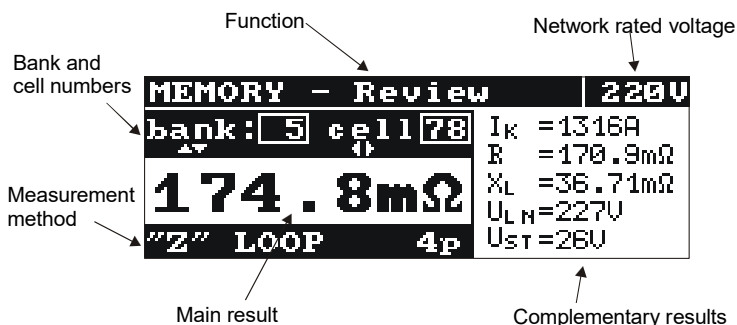 Function
Network rated voltage
Bank and
cell numbers
MEMORY - Review 220V
bank: 5 cell 78
174.8mΩ
"Z" LOOP 4p
IK =1316A
R =170.9mΩ
XL =36.71mΩ
ULN=227V
UST=26V
Measurement
method
Main result
Complementary results